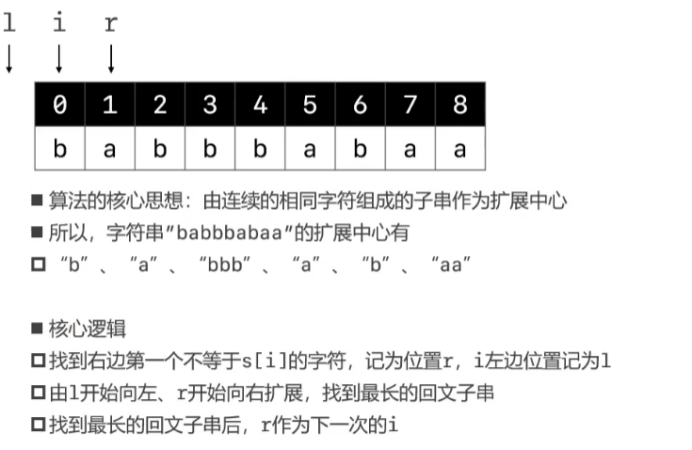 l i r
0 1 2 3 4 5 6 7 8
b a b b b a b a a
■ 算法的核心思想：由连续的相同字符组成的子串作为扩展中心
■ 所以，字符串"babbbabaa"的扩展中心有
□ “b”、“a”、“bbb”、“a”、“b”、“aa”
■ 核心逻辑
□ 找到右边第一个不等于s[i]的字符，记为位置r，i左边位置记为l
□ 由l开始向左、r开始向右扩展，找到最长的回文子串
□ 找到最长的回文子串后，r作为下一次的i